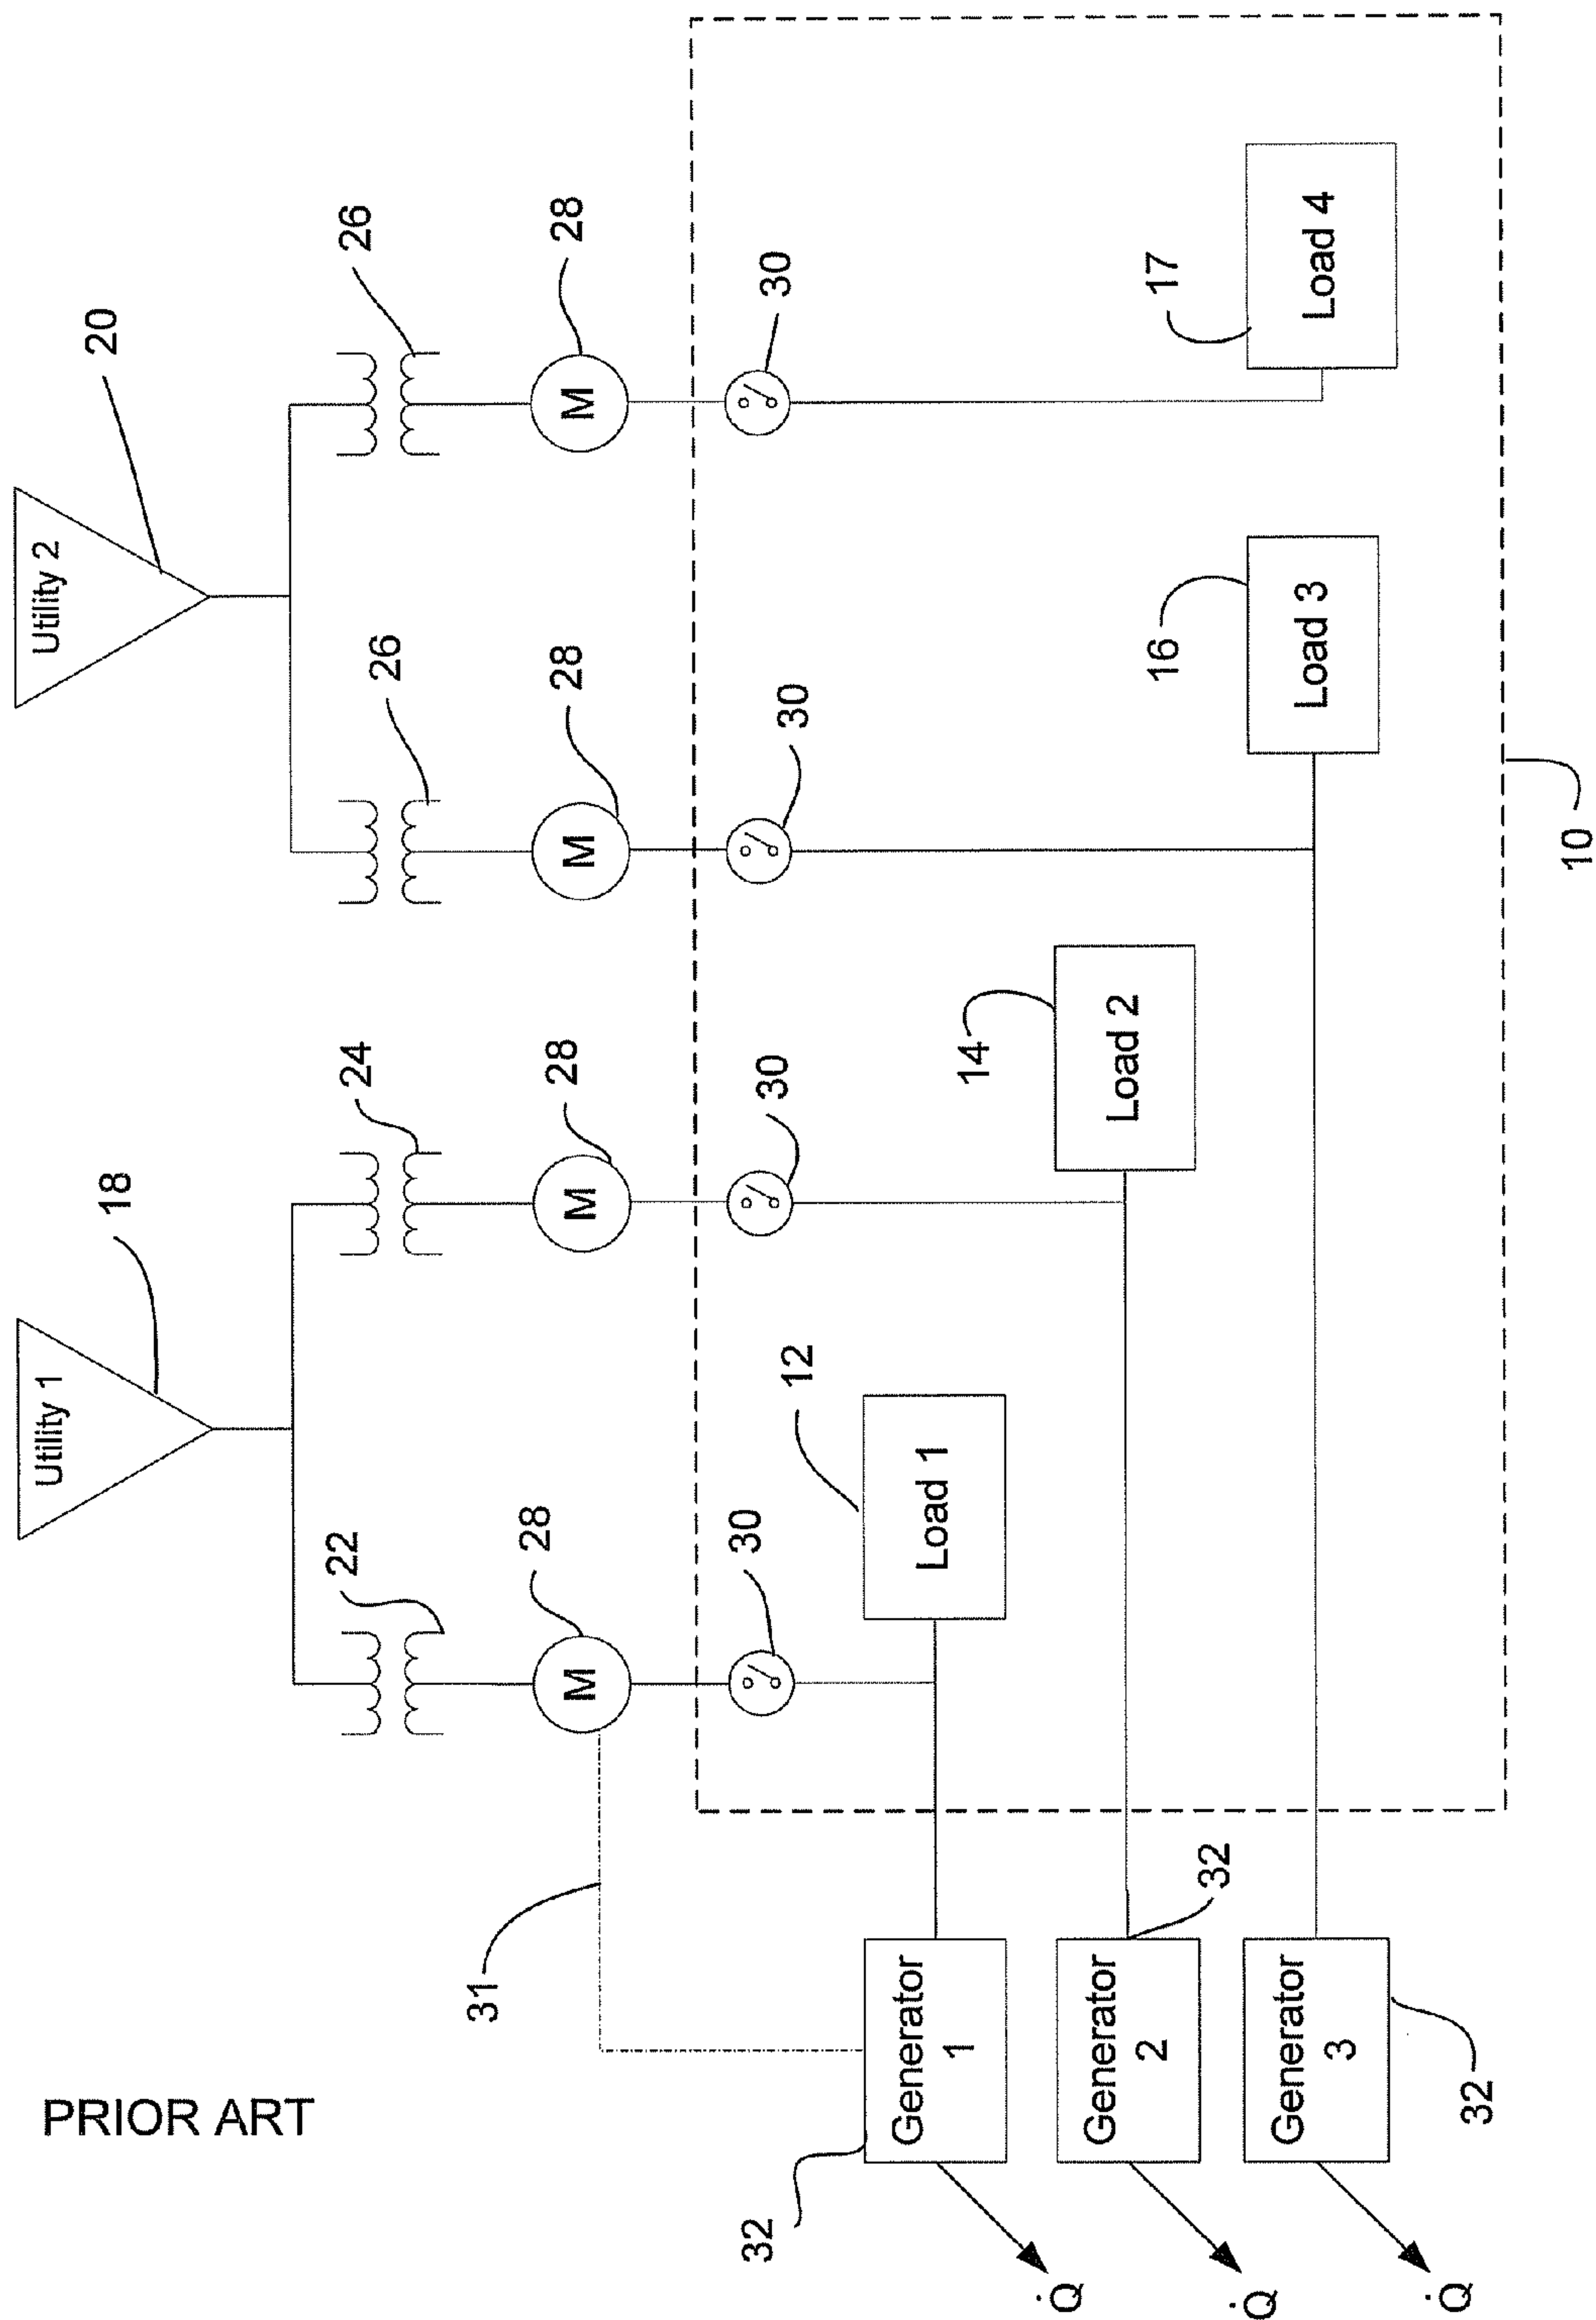 PRIOR ART
Utility 1
18
Utility 2
20
22
24
26
26
28
28
28
28
M
M
M
M
30
30
30
30
31
12
Load 1
14
Load 2
16
Load 3
17
Load 4
32
Generator
1
Q̇
32
Generator
2
Q̇
32
Generator
3
Q̇
10